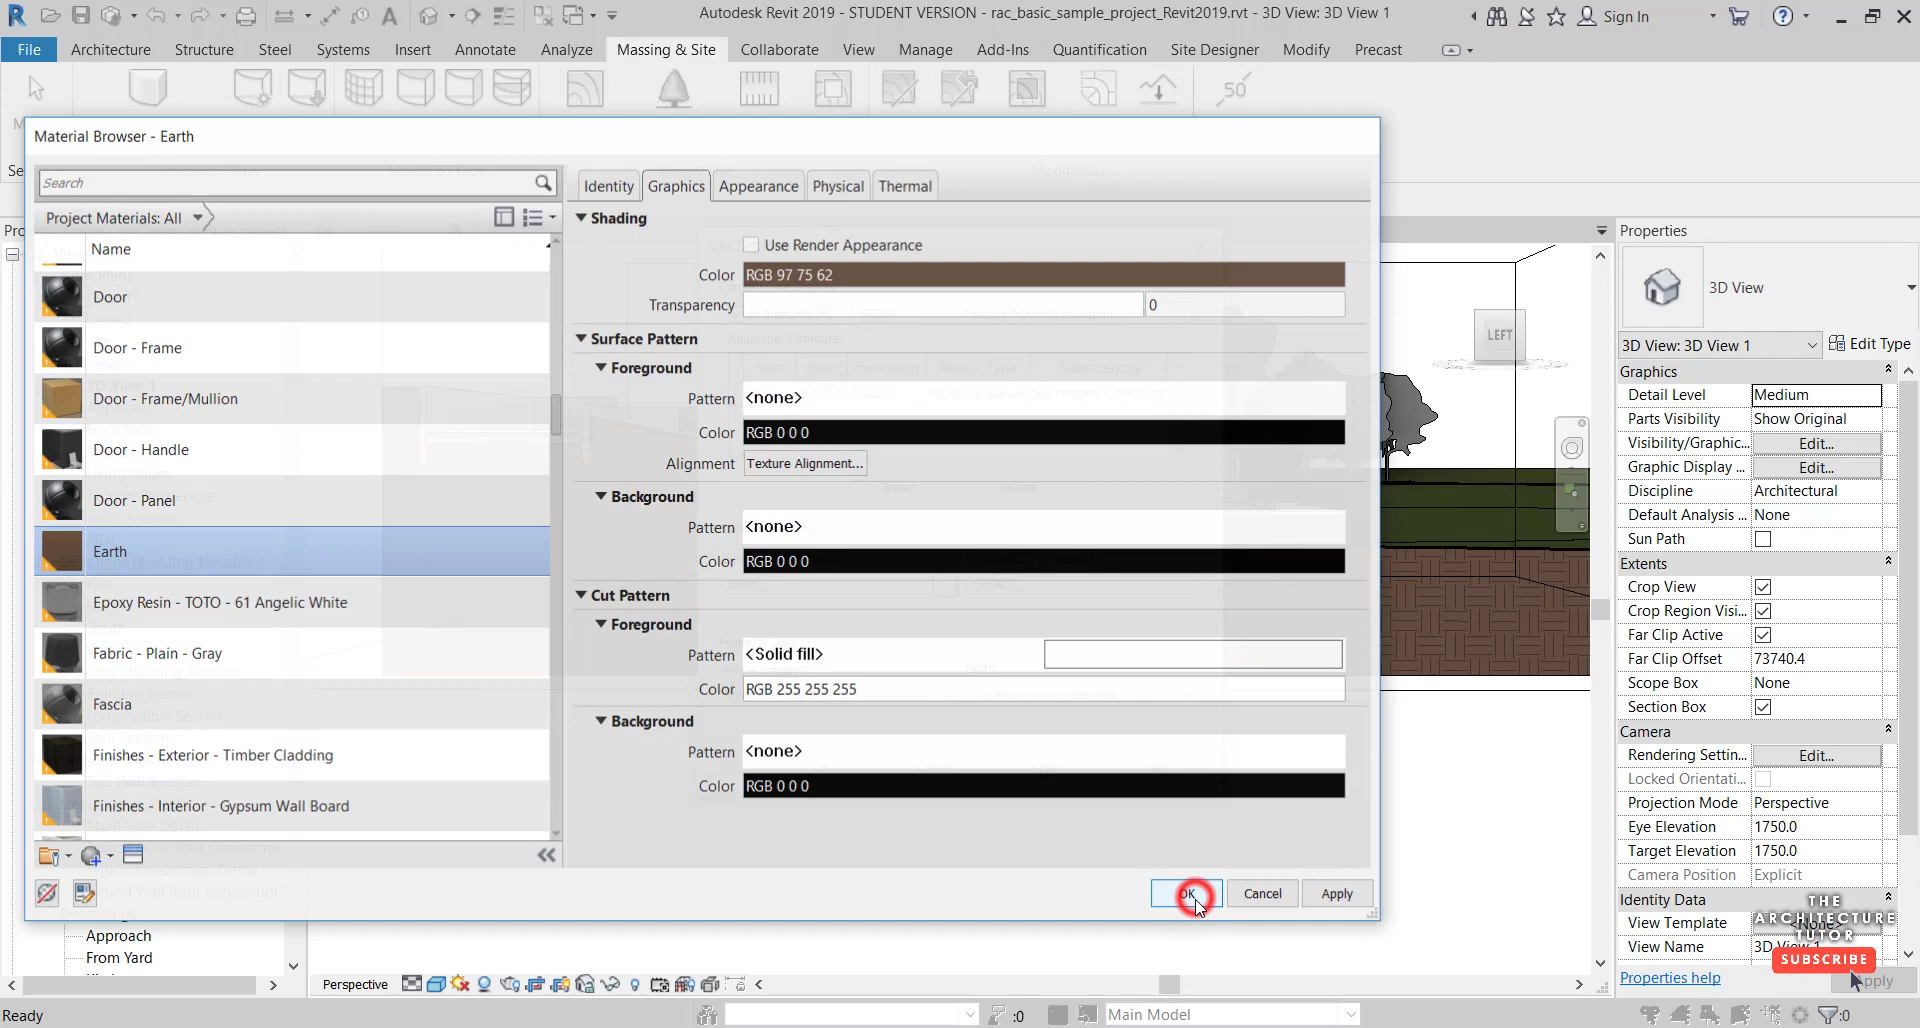 Autodesk Revit 2019 - STUDENT VERSION - rac_basic_sample_project_Revit2019.rvt - 3D View: 3D View 1
Sign In
File Architecture Structure Steel Systems Insert Annotate Analyze Massing & Site Collaborate View Manage Add-Ins Quantification Site Designer Modify Precast
Material Browser - Earth
Search
Project Materials: All
Name
Door
Door - Frame
Door - Frame/Mullion
Door - Handle
Door - Panel
Earth
Epoxy Resin - TOTO - 61 Angelic White
Fabric - Plain - Gray
Fascia
Finishes - Exterior - Timber Cladding
Finishes - Interior - Gypsum Wall Board
Identity Graphics Appearance Physical Thermal
Shading
Use Render Appearance
Color RGB 97 75 62
Transparency 0
Surface Pattern
Foreground
Pattern <none>
Color RGB 0 0 0
Alignment Texture Alignment...
Background
Pattern <none>
Color RGB 0 0 0
Cut Pattern
Foreground
Pattern <Solid fill>
Color RGB 255 255 255
Background
Pattern <none>
Color RGB 0 0 0
OK Cancel Apply
Approach
From Yard
LEFT
Properties
3D View
3D View: 3D View 1 Edit Type
Graphics
Detail Level Medium
Parts Visibility Show Original
Visibility/Graphic... Edit...
Graphic Display ... Edit...
Discipline Architectural
Default Analysis ... None
Sun Path
Extents
Crop View
Crop Region Visi...
Far Clip Active
Far Clip Offset 73740.4
Scope Box None
Section Box
Camera
Rendering Settin... Edit...
Locked Orientati...
Projection Mode Perspective
Eye Elevation 1750.0
Target Elevation 1750.0
Camera Position Explicit
Identity Data
View Template <None>
View Name 3D View 1
Properties help Apply
THE
ARCHITECTURE
TUTOR
SUBSCRIBE
Perspective
Ready
:0
Main Model
:0